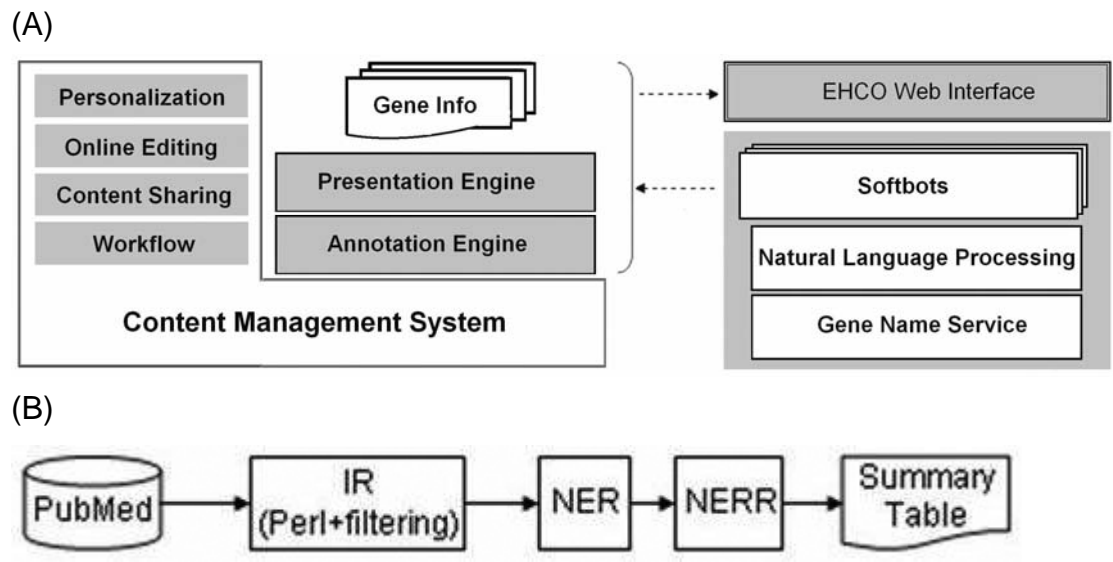 (A)
Personalization
Online Editing
Content Sharing
Workflow
Content Management System
Gene Info
Presentation Engine
Annotation Engine
EHCO Web Interface
Softbots
Natural Language Processing
Gene Name Service
(B)
PubMed
IR
(Perl+filtering)
NER
NERR
Summary
Table